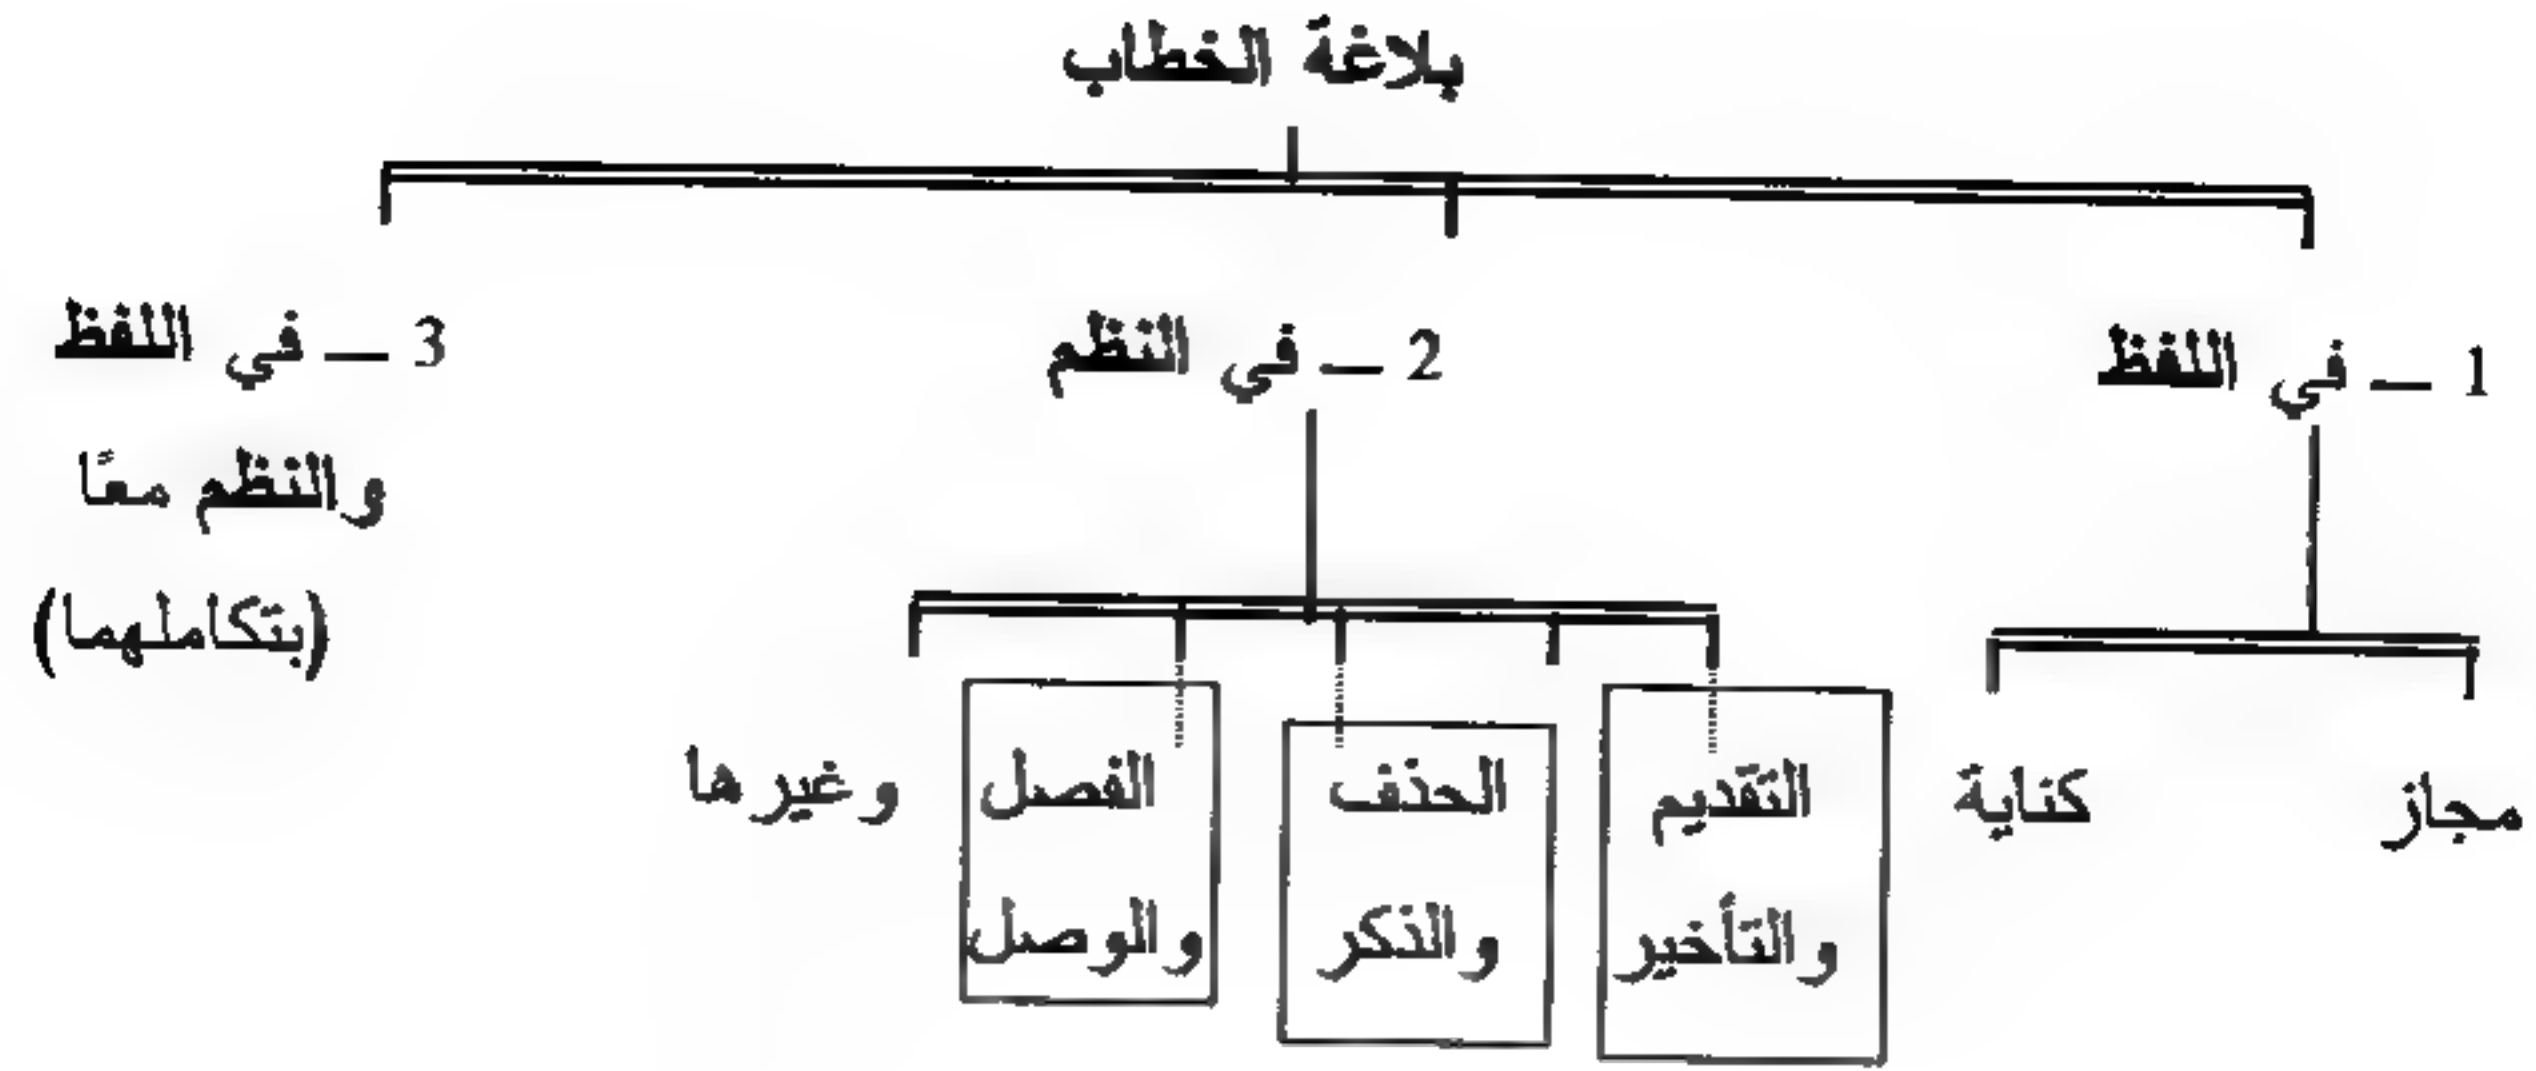 بلاغة الخطاب
1 ـ في اللفظ
2 ـ في النظم
3 ـ في اللفظ
والنظم معًا
(بتكاملهما)
مجاز
كناية
التقديم
والتأخير
الحذف
والذكر
الفصل
والوصل
وغيرها